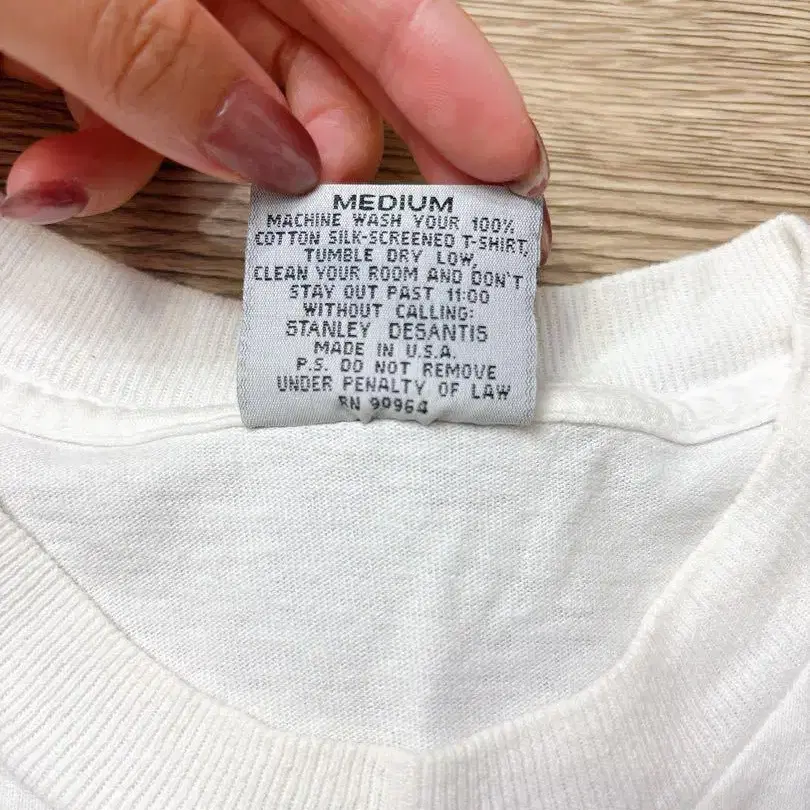 MEDIUM
MACHINE WASH YOUR 100%
COTTON SILK-SCREENED T-SHIRT,
TUMBLE DRY LOW,
CLEAN YOUR ROOM AND DON'T
STAY OUT PAST 11:00
WITHOUT CALLING:
STANLEY DESANTIS
MADE IN U.S.A.
P.S. DO NOT REMOVE
UNDER PENALTY OF LAW
RN 90964